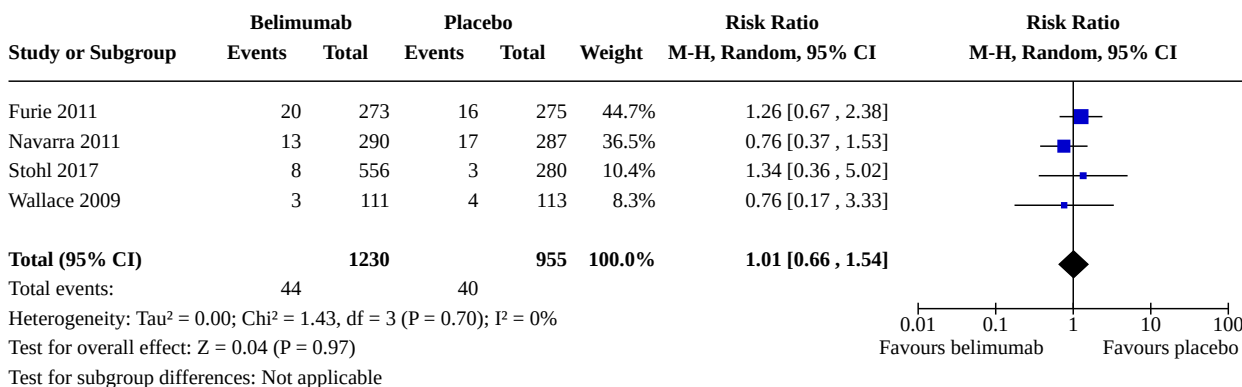 Belimumab Placebo Risk Ratio Risk Ratio
Study or Subgroup Events Total Events Total Weight M-H, Random, 95% CI M-H, Random, 95% CI
Furie 2011 20 273 16 275 44.7% 1.26 [0.67 , 2.38]
Navarra 2011 13 290 17 287 36.5% 0.76 [0.37 , 1.53]
Stohl 2017 8 556 3 280 10.4% 1.34 [0.36 , 5.02]
Wallace 2009 3 111 4 113 8.3% 0.76 [0.17 , 3.33]
Total (95% CI) 1230 955 100.0% 1.01 [0.66 , 1.54]
Total events: 44 40
Heterogeneity: Tau² = 0.00; Chi² = 1.43, df = 3 (P = 0.70); I² = 0%
0.01 0.1 1 10 100
Test for overall effect: Z = 0.04 (P = 0.97) Favours belimumab Favours placebo
Test for subgroup differences: Not applicable